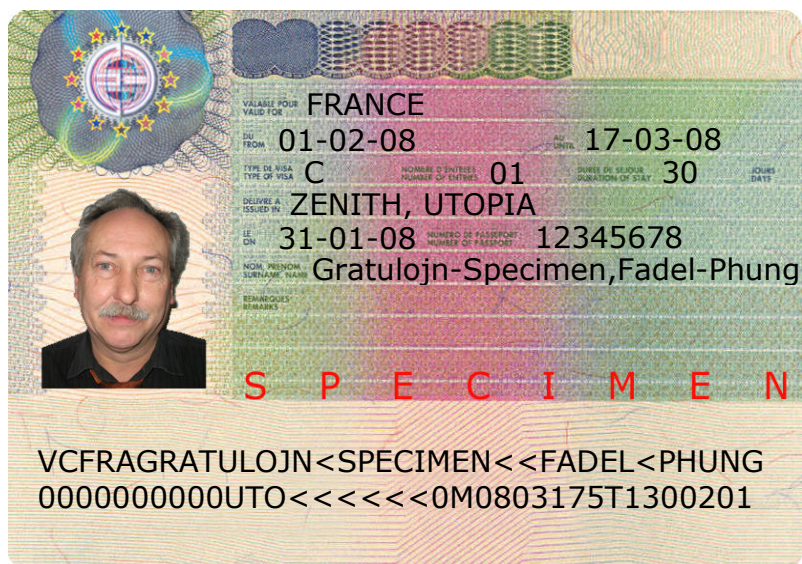 VALABLE POUR
VALID FOR
FRANCE
DU
FROM
01-02-08
AU
UNTIL
17-03-08
TYPE DE VISA
TYPE OF VISA
C
NOMBRE D'ENTREES
NUMBER OF ENTRIES
01
DUREE DE SEJOUR
DURATION OF STAY
30
JOURS
DAYS
DELIVRE A
ISSUED IN
ZENITH, UTOPIA
LE
ON
31-01-08
NUMERO DE PASSEPORT
NUMBER OF PASSPORT
12345678
NOM, PRENOM
SURNAME, NAME
Gratulojn-Specimen,Fadel-Phung
REMARQUES
REMARKS
S P E C I M E N
VCFRAGRATULOJN<SPECIMEN<<FADEL<PHUNG
0000000000UTO<<<<<<0M0803175T1300201